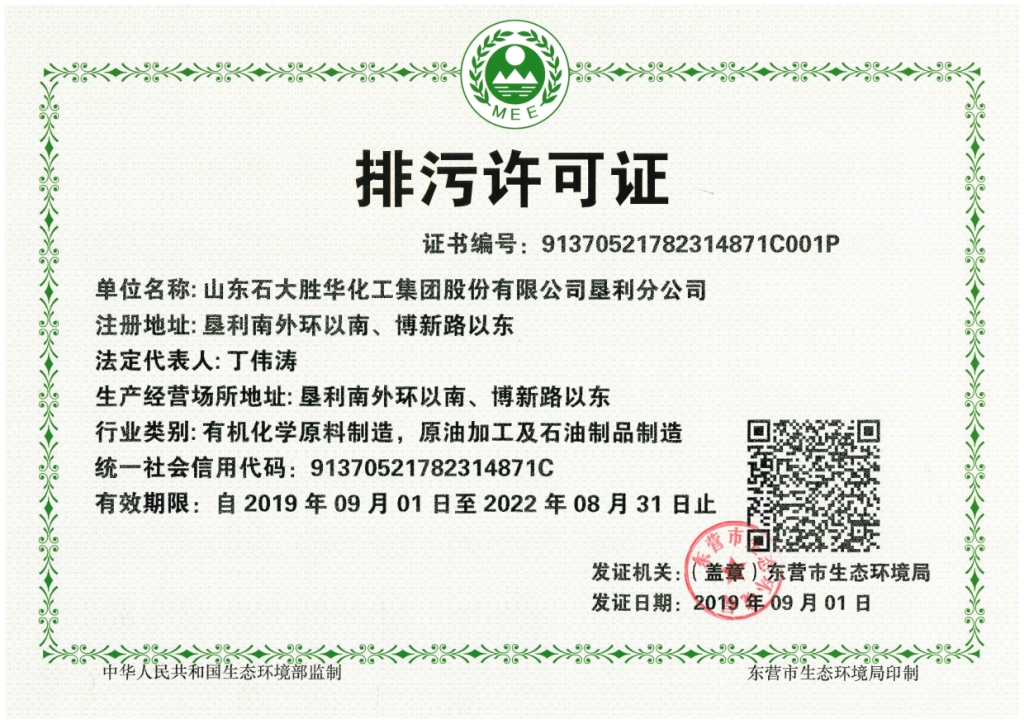 MEE
排污许可证
证书编号：91370521782314871C001P
单位名称: 山东石大胜华化工集团股份有限公司垦利分公司
注册地址: 垦利南外环以南、博新路以东
法定代表人: 丁伟涛
生产经营场所地址: 垦利南外环以南、博新路以东
行业类别: 有机化学原料制造，原油加工及石油制品制造
统一社会信用代码：91370521782314871C
有效期限：自 2019 年 09 月 01 日至 2022 年 08 月 31 日止
发证机关：（盖章）东营市生态环境局
发证日期：2019 年 09 月 01 日
中华人民共和国生态环境部监制
东营市生态环境局印制